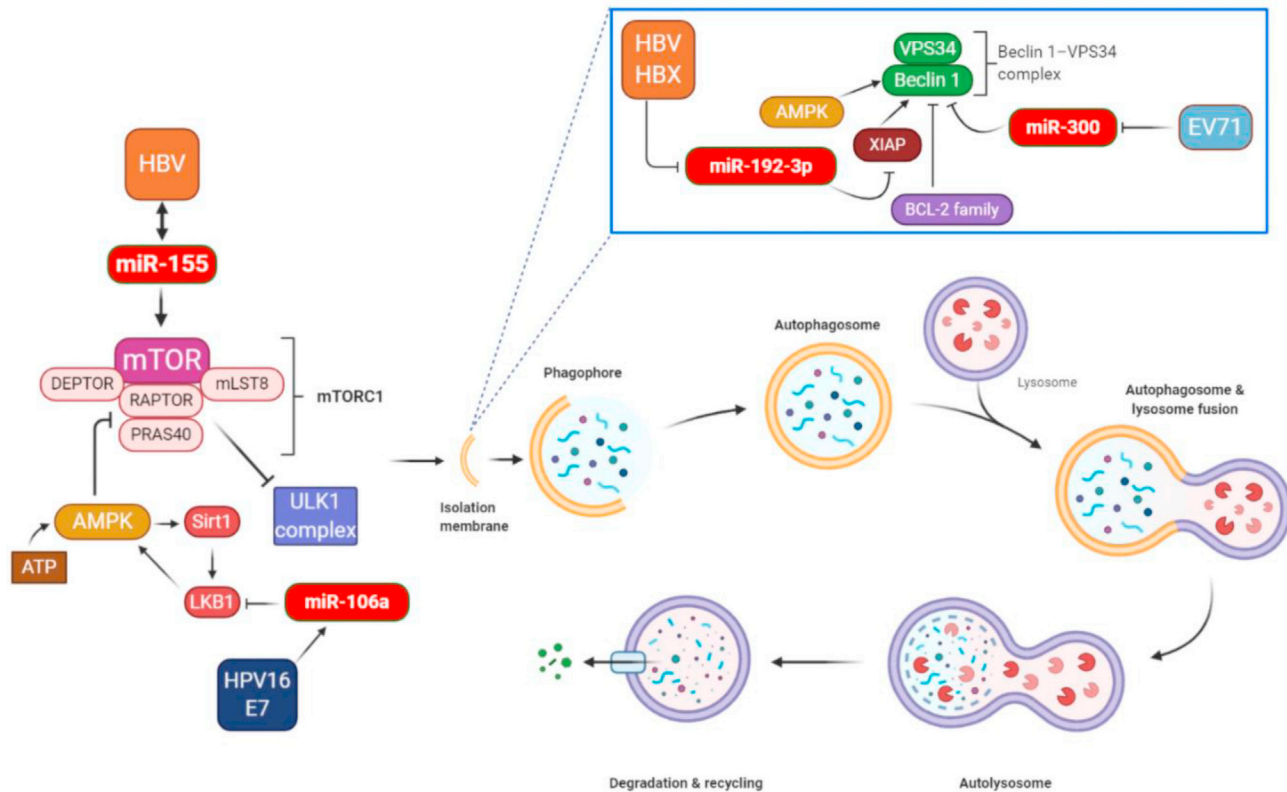 HBV
HBX
VPS34
Beclin 1
Beclin 1–VPS34
complex
AMPK
XIAP
miR-300
EV71
miR-192-3p
BCL-2 family
HBV
miR-155
mTOR
DEPTOR
mLST8
RAPTOR
PRAS40
mTORC1
ULK1
complex
AMPK
Sirt1
ATP
LKB1
miR-106a
HPV16
E7
Isolation
membrane
Phagophore
Autophagosome
Lysosome
Autophagosome &
lysosome fusion
Degradation & recycling
Autolysosome